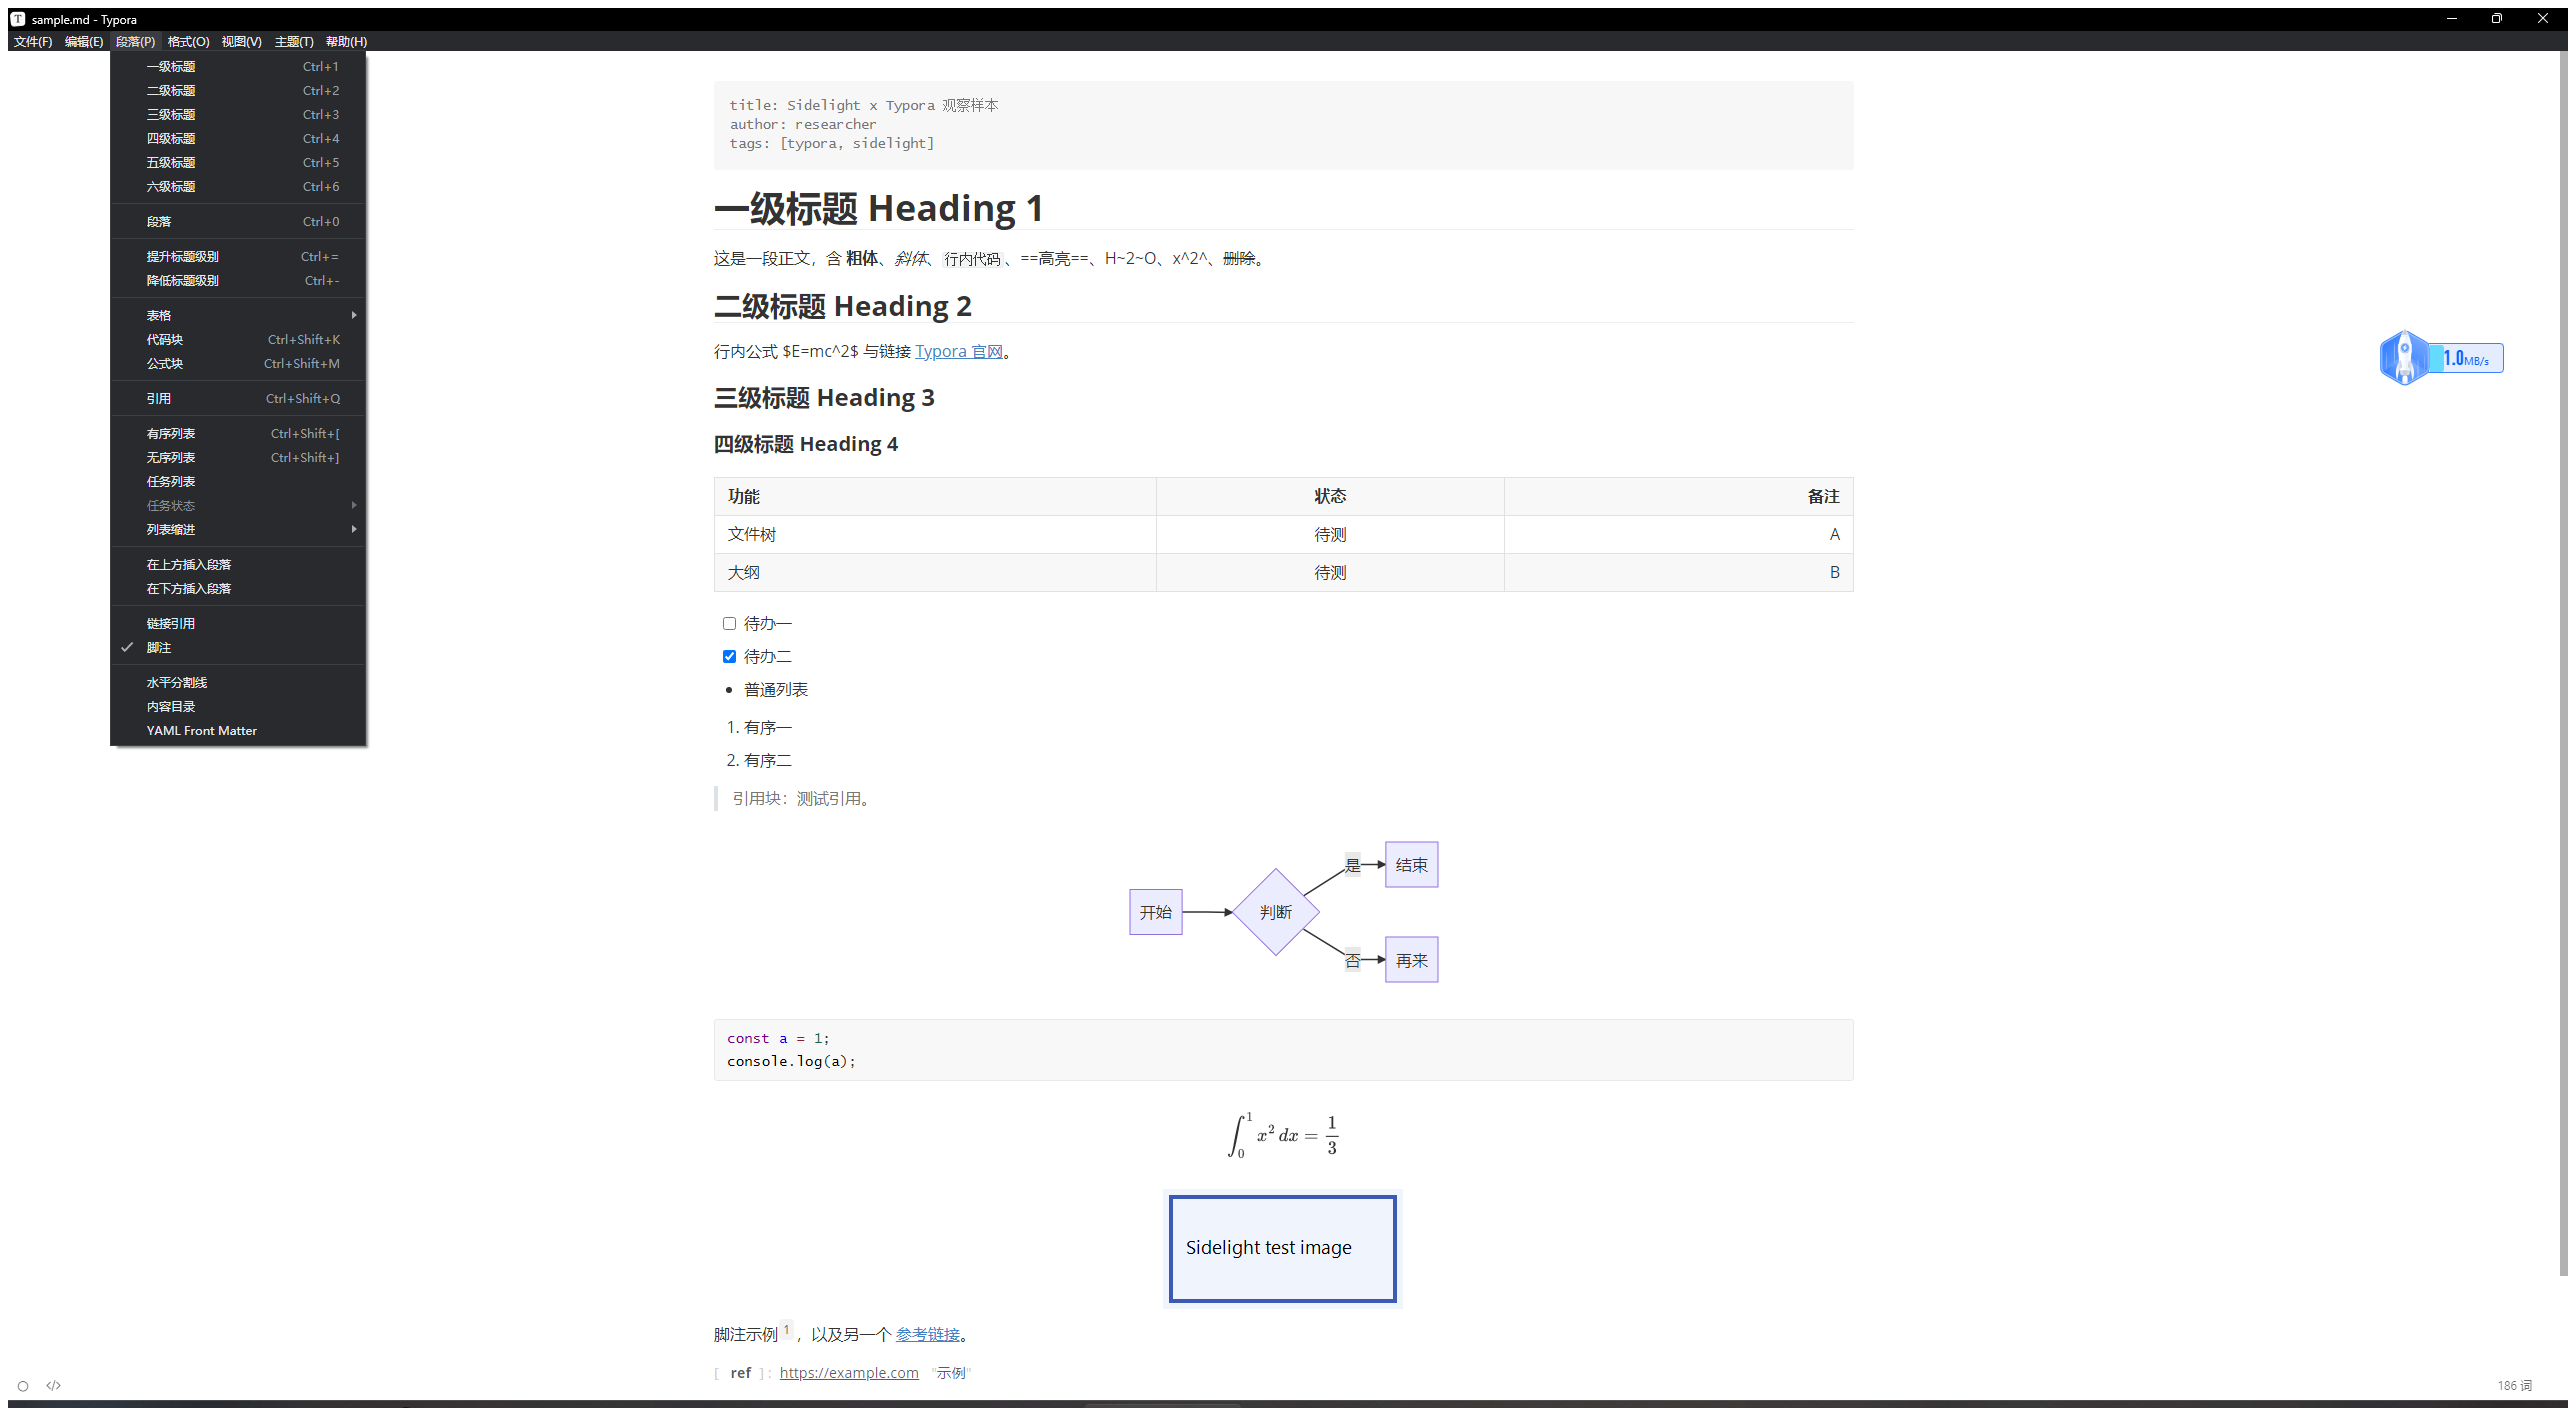 sample.md - Typora
文件(F) 编辑(E) 段落(P) 格式(O) 视图(V) 主题(T) 帮助(H)
一级标题 Ctrl+1
二级标题 Ctrl+2
三级标题 Ctrl+3
四级标题 Ctrl+4
五级标题 Ctrl+5
六级标题 Ctrl+6
段落 Ctrl+0
提升标题级别 Ctrl+=
降低标题级别 Ctrl+-
表格
代码块 Ctrl+Shift+K
公式块 Ctrl+Shift+M
引用 Ctrl+Shift+Q
有序列表 Ctrl+Shift+[
无序列表 Ctrl+Shift+]
任务列表
任务状态
列表缩进
在上方插入段落
在下方插入段落
链接引用
脚注
水平分割线
内容目录
YAML Front Matter
title: Sidelight x Typora 观察样本
author: researcher
tags: [typora, sidelight]
一级标题 Heading 1
这是一段正文，含 粗体、斜体、行内代码、==高亮==、H~2~O、x^2^、删除。
二级标题 Heading 2
行内公式 $E=mc^2$ 与链接 Typora 官网。
三级标题 Heading 3
四级标题 Heading 4
功能 状态 备注
文件树 待测 A
大纲 待测 B
待办一
待办二
普通列表
1. 有序一
2. 有序二
引用块：测试引用。
开始 判断 是 结束
否 再来
const a = 1;
console.log(a);
∫₀¹ x² dx = 1/3
Sidelight test image
脚注示例 1 ，以及另一个 参考链接。
[ ref ]: https://example.com "示例"
1.0MB/s
</> 186 词